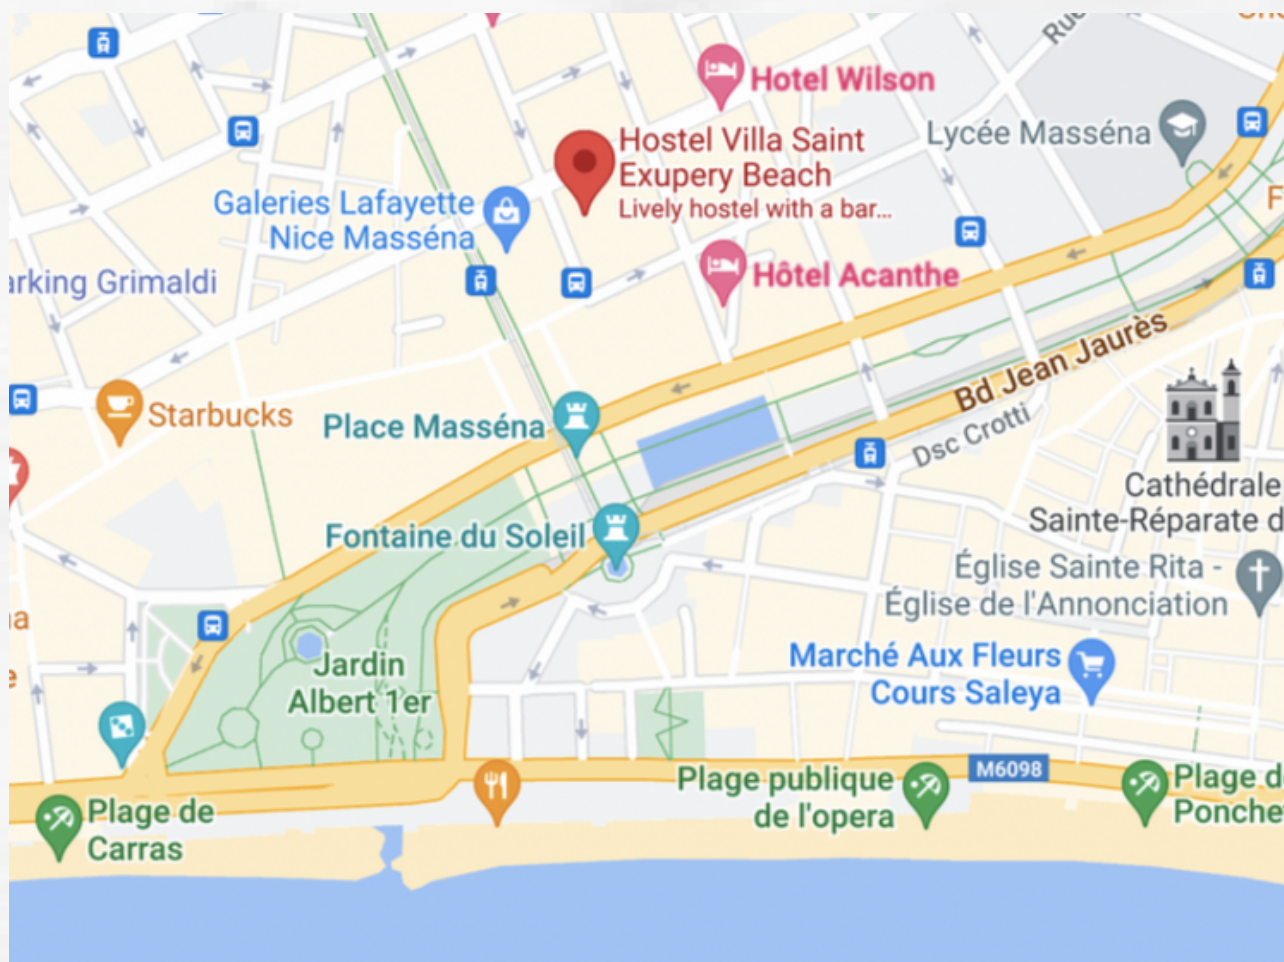 Rue
Hotel Wilson
Hostel Villa Saint
Exupery Beach
Lively hostel with a bar...
Lycée Masséna
Galeries Lafayette
Nice Masséna
arking Grimaldi
Hôtel Acanthe
F
Bd Jean Jaurès
Dsc Crotti
Starbucks
Place Masséna
Cathédrale
Sainte-Réparate d
Fontaine du Soleil
Église Sainte Rita -
Église de l'Annonciation
a
e
Jardin
Albert 1er
Marché Aux Fleurs
Cours Saleya
M6098
Plage publique
de l'opera
Plage d
Ponche
Plage de
Carras